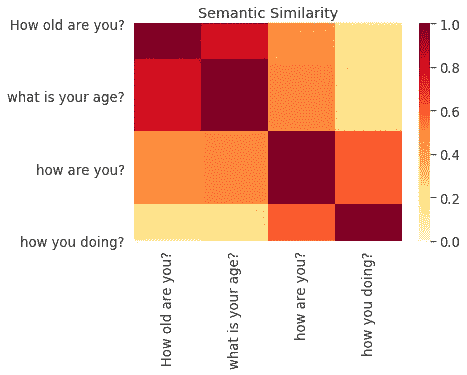 Semantic Similarity
How old are you?
what is your age?
how are you?
how you doing?
1.0
0.8
0.6
0.4
0.2
0.0
How old are you?
what is your age?
how are you?
how you doing?